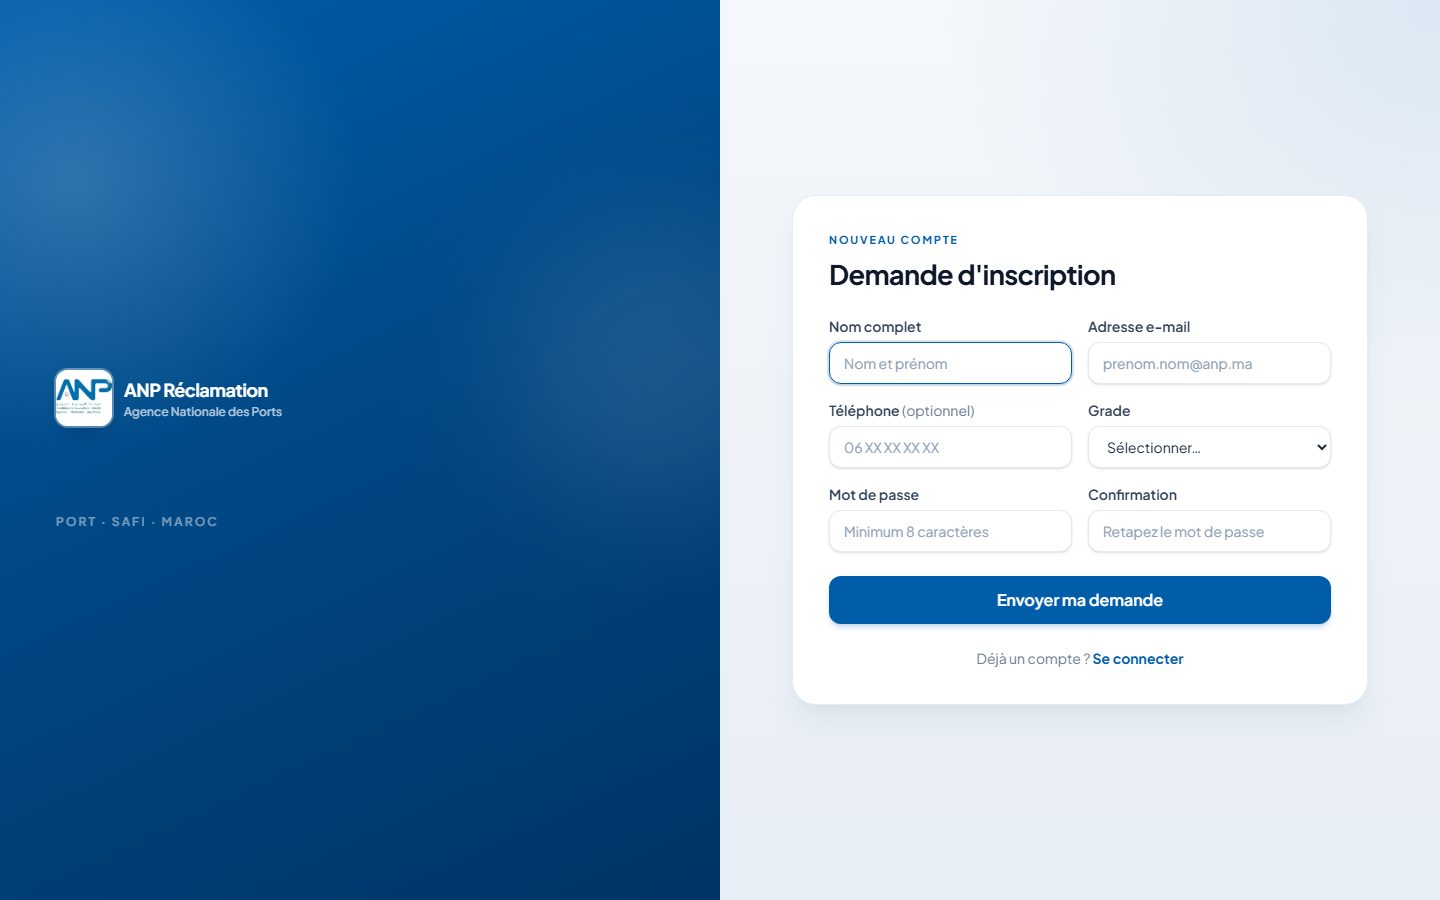 ANP
ANP Réclamation
Agence Nationale des Ports
PORT · SAFI · MAROC
NOUVEAU COMPTE
Demande d'inscription
Nom complet
Adresse e-mail
Nom et prénom
prenom.nom@anp.ma
Téléphone (optionnel)
Grade
06 XX XX XX XX
Sélectionner...
Mot de passe
Confirmation
Minimum 8 caractères
Retapez le mot de passe
Envoyer ma demande
Déjà un compte ? Se connecter